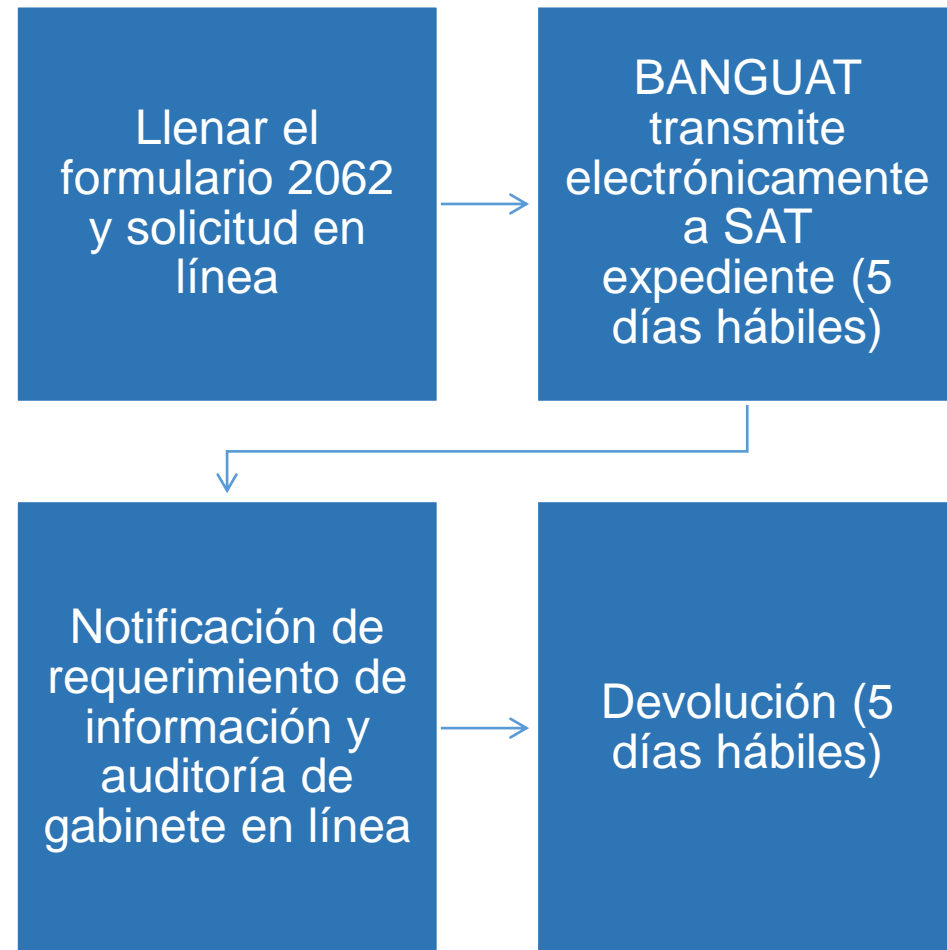 Llenar el
formulario 2062
y solicitud en
línea
BANGUAT
transmite
electrónicamente
a SAT
expediente (5
días hábiles)
Notificación de
requerimiento de
información y
auditoría de
gabinete en línea
Devolución (5
días hábiles)